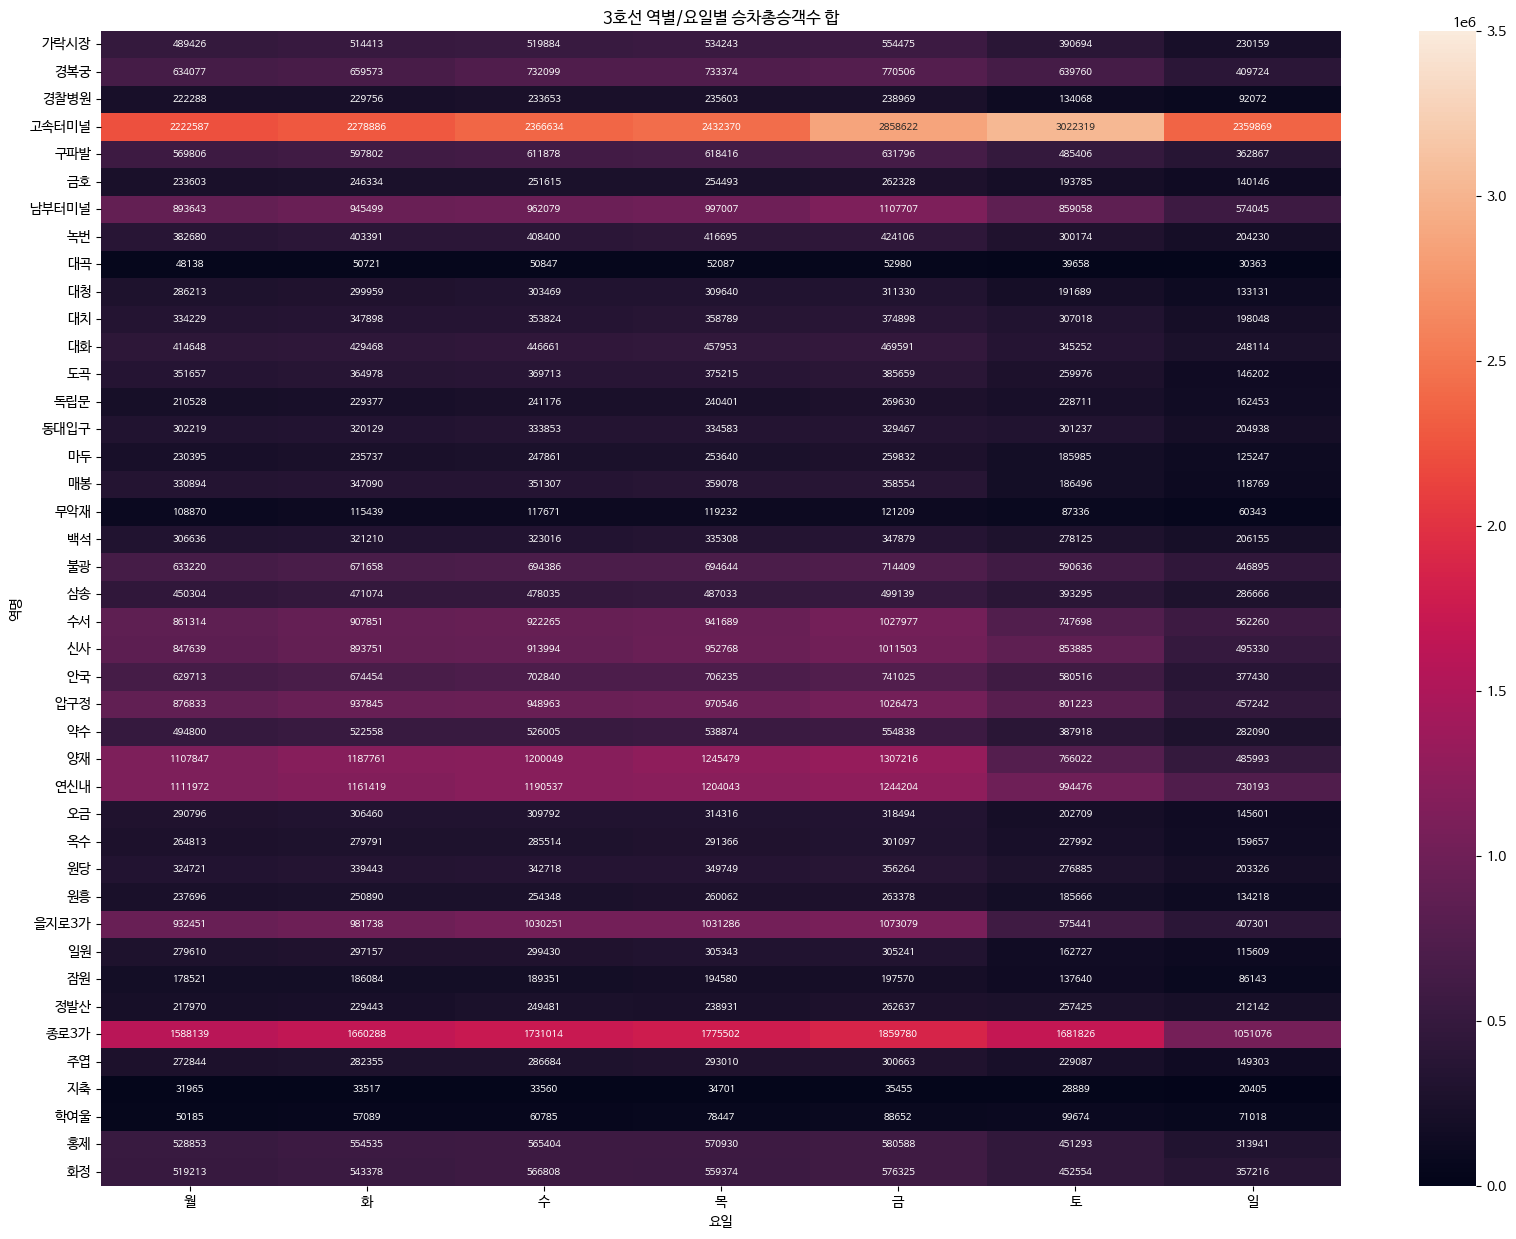 3호선 역별/요일별 승차총승객수 합
1e6
가락시장 489426 514413 519884 534243 554475 390694 230159
경복궁 634077 659573 732099 733374 770506 639760 409724
경찰병원 222288 229756 233653 235603 238969 134068 92072
고속터미널 2222587 2278886 2366634 2432370 2858622 3022319 2359869
구파발 569806 597802 611878 618416 631796 485406 362867
금호 233603 246334 251615 254493 262328 193785 140146
남부터미널 893643 945499 962079 997007 1107707 859058 574045
녹번 382680 403391 408400 416695 424106 300174 204230
대곡 48138 50721 50847 52087 52980 39658 30363
대청 286213 299959 303469 309640 311330 191689 133131
대치 334229 347898 353824 358789 374898 307018 198048
대화 414648 429468 446661 457953 469591 345252 248114
도곡 351657 364978 369713 375215 385659 259976 146202
독립문 210528 229377 241176 240401 269630 228711 162453
동대입구 302219 320129 333853 334583 329467 301237 204938
마두 230395 235737 247861 253640 259832 185985 125247
매봉 330894 347090 351307 359078 358554 186496 118769
무악재 108870 115439 117671 119232 121209 87336 60343
백석 306636 321210 323016 335308 347879 278125 206155
불광 633220 671658 694386 694644 714409 590636 446895
삼송 450304 471074 478035 487033 499139 393295 286666
수서 861314 907851 922265 941689 1027977 747698 562260
신사 847639 893751 913994 952768 1011503 853885 495330
안국 629713 674454 702840 706235 741025 580516 377430
압구정 876833 937845 948963 970546 1026473 801223 457242
약수 494800 522558 526005 538874 554838 387918 282090
양재 1107847 1187761 1200049 1245479 1307216 766022 485993
연신내 1111972 1161419 1190537 1204043 1244204 994476 730193
오금 290796 306460 309792 314316 318494 202709 145601
옥수 264813 279791 285514 291366 301097 227992 159657
원당 324721 339443 342718 349749 356264 276885 203326
원흥 237696 250890 254348 260062 263378 185666 134218
을지로3가 932451 981738 1030251 1031286 1073079 575441 407301
일원 279610 297157 299430 305343 305241 162727 115609
잠원 178521 186084 189351 194580 197570 137640 86143
정발산 217970 229443 249481 238931 262637 257425 212142
종로3가 1588139 1660288 1731014 1775502 1859780 1681826 1051076
주엽 272844 282355 286684 293010 300663 229087 149303
지축 31965 33517 33560 34701 35455 28889 20405
학여울 50185 57089 60785 78447 88652 99674 71018
홍제 528853 554535 565404 570930 580588 451293 313941
화정 519213 543378 566808 559374 576325 452554 357216
월 화 수 목 금 토 일
요일
역명
3.5
3.0
2.5
2.0
1.5
1.0
0.5
0.0